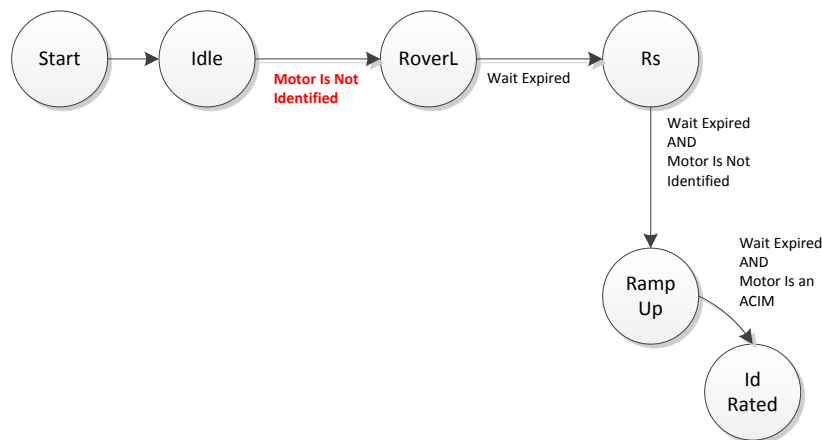 Start
Idle
RoverL
Rs
Motor Is Not
Identified
Wait Expired
Wait Expired
AND
Motor Is Not
Identified
Ramp
Up
Wait Expired
AND
Motor Is an
ACIM
Id
Rated